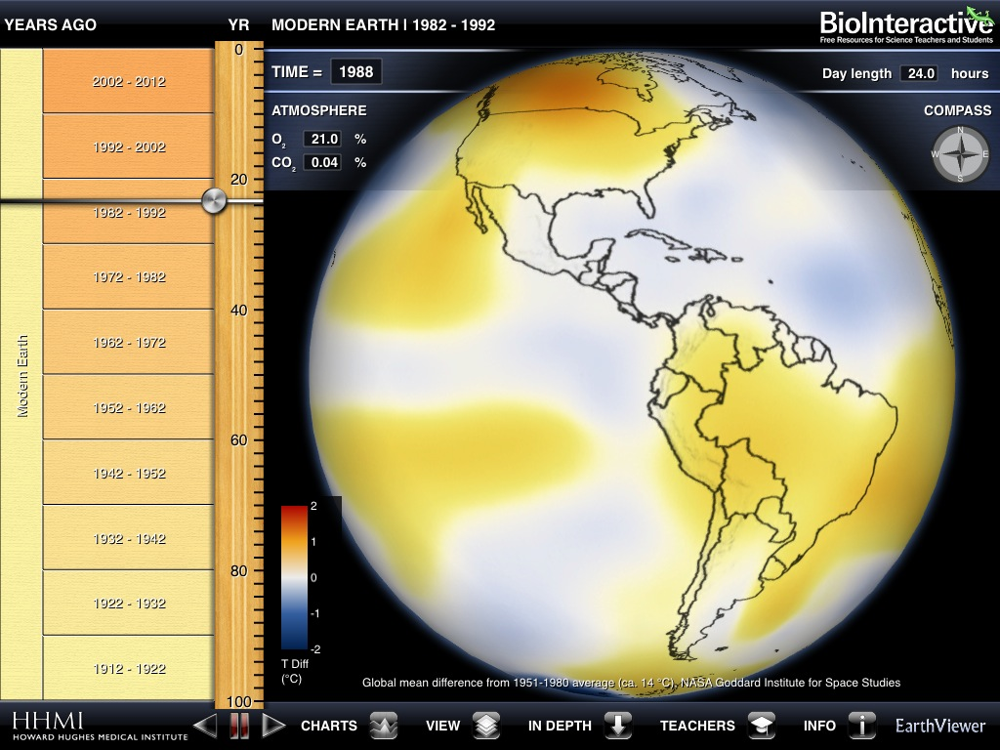 YEARS AGO
YR
MODERN EARTH | 1982 - 1992
BioInteractive
Free Resources for Science Teachers and Students
TIME = 1988
Day length 24.0 hours
ATMOSPHERE
O2 21.0 %
CO2 0.04 %
COMPASS
N
W E
S
0
2002 - 2012
1992 - 2002
20
1982 - 1992
1972 - 1982
40
1962 - 1972
Modern Earth
1952 - 1962
60
1942 - 1952
1932 - 1942
80
1922 - 1932
1912 - 1922
100
2
1
0
-1
-2
T Diff
(°C)
Global mean difference from 1951-1980 average (ca. 14 °C), NASA Goddard Institute for Space Studies
HHMI
HOWARD HUGHES MEDICAL INSTITUTE
CHARTS
VIEW
IN DEPTH
TEACHERS
INFO
i
EarthViewer